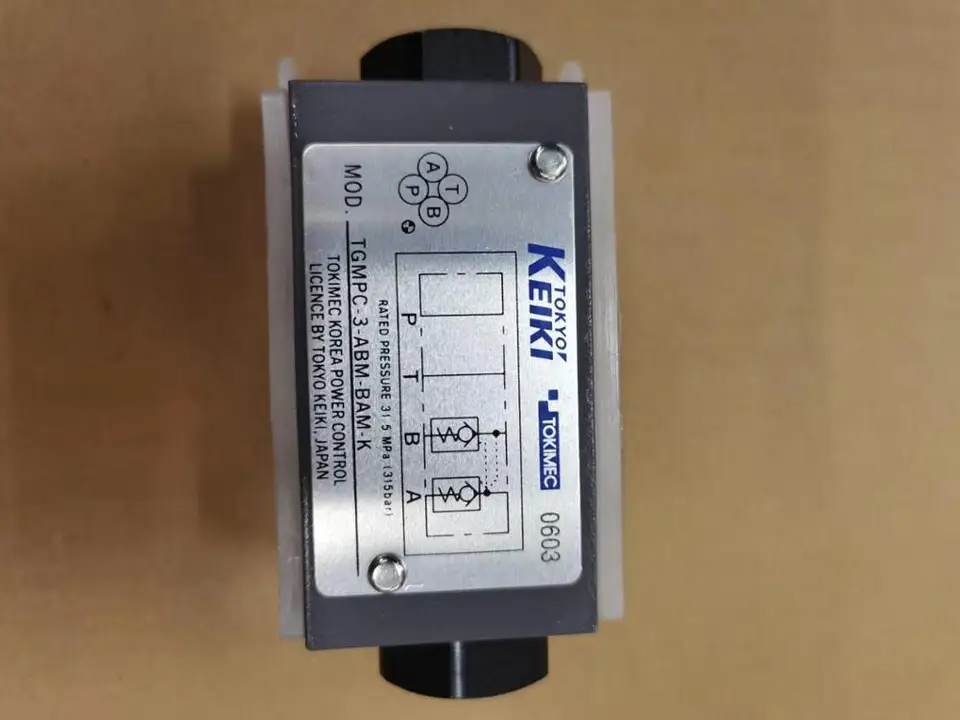 TOKYO
KEIKI
TOKIMEC
0603
P T B A
A T
P B
RATED PRESSURE 31.5 MPa (315bar)
MOD. TGMPC-3-ABM-BAM-K
TOKIMEC KOREA POWER CONTROL
LICENCE BY TOKYO KEIKI, JAPAN